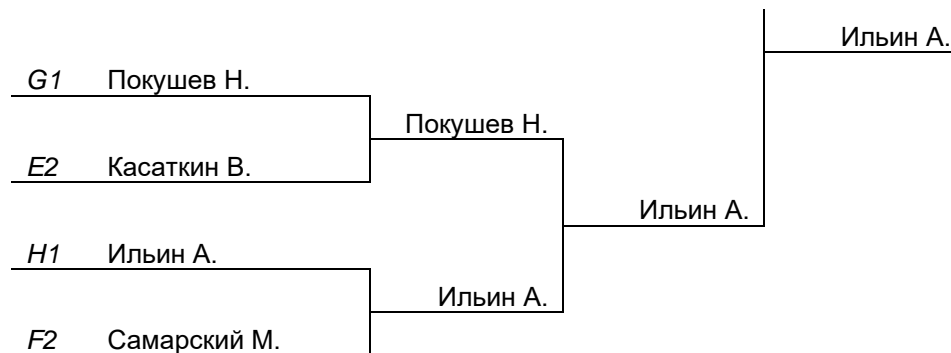 Ильин А.
G1 Покушев Н.
Покушев Н.
E2 Касаткин В.
Ильин А.
H1 Ильин А.
Ильин А.
F2 Самарский М.